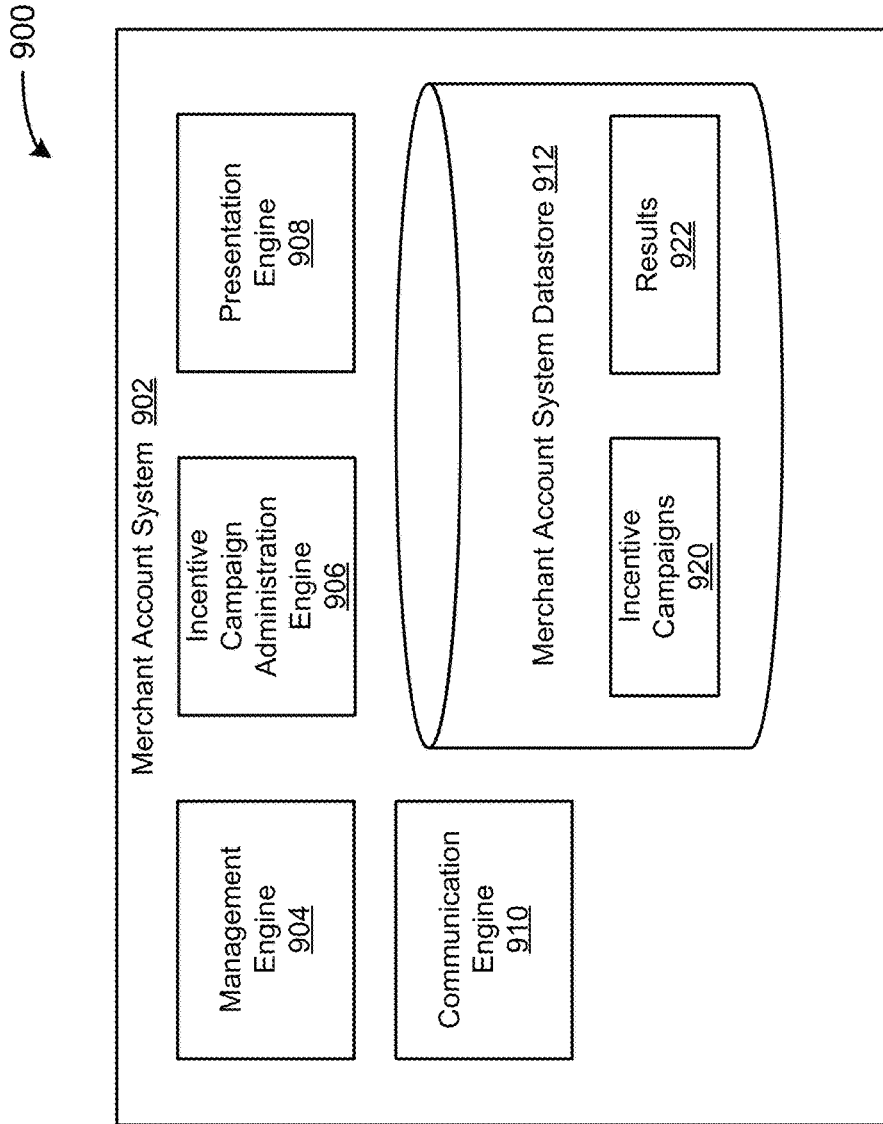 900
Merchant Account System 902
Management
Engine
904
Incentive
Campaign
Administration
Engine
906
Presentation
Engine
908
Communication
Engine
910
Merchant Account System Datastore 912
Incentive
Campaigns
920
Results
922